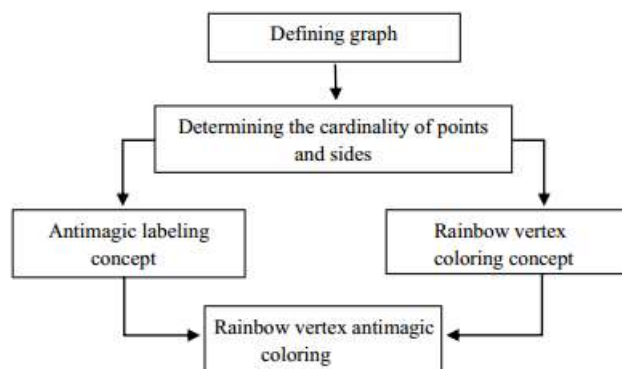 Defining graph
Determining the cardinality of points
and sides
Antimagic labeling
concept
Rainbow vertex
coloring concept
Rainbow vertex antimagic
coloring